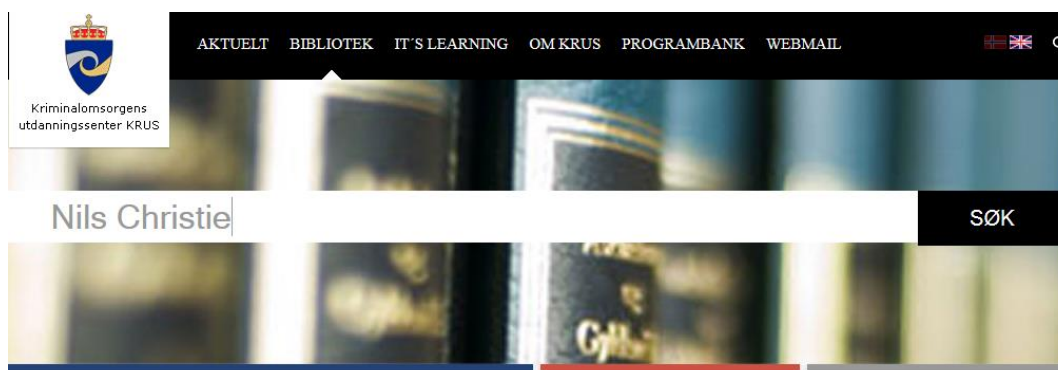 AKTUELT BIBLIOTEK IT´S LEARNING OM KRUS PROGRAMBANK WEBMAIL
Kriminalomsorgens
utdanningssenter KRUS
Nils Christie
SØK